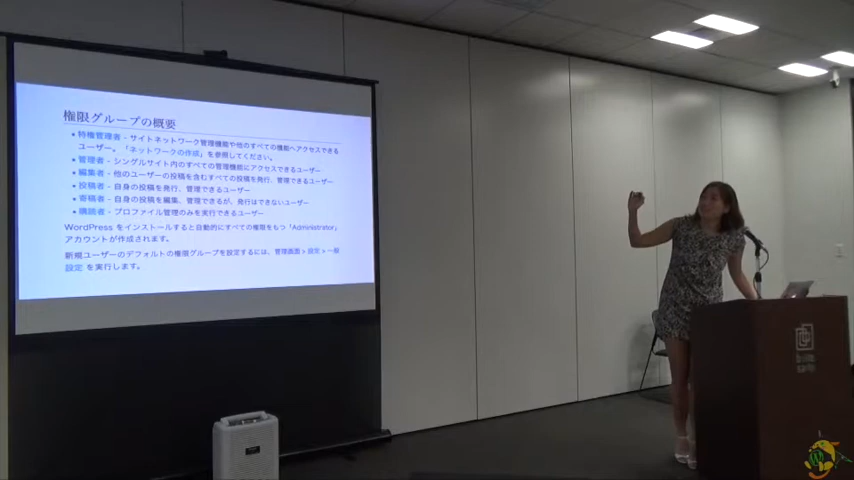 権限グループの概要
• 特権管理者 - サイトネットワーク管理機能や他のすべての機能へアクセスできる
ユーザー。「ネットワークの作成」を参照してください。
• 管理者 - シングルサイト内のすべての管理機能にアクセスできるユーザー
• 編集者 - 他のユーザーの投稿を含むすべての投稿を発行、管理できるユーザー
• 投稿者 - 自身の投稿を発行、管理できるユーザー
• 寄稿者 - 自身の投稿を編集、管理できるが、発行はできないユーザー
• 購読者 - プロファイル管理のみを実行できるユーザー
WordPress をインストールすると自動的にすべての権限をもつ「Administrator」
アカウントが作成されます。
新規ユーザーのデフォルトの権限グループを設定するには、管理画面 > 設定 > 一般
設定 を実行します。